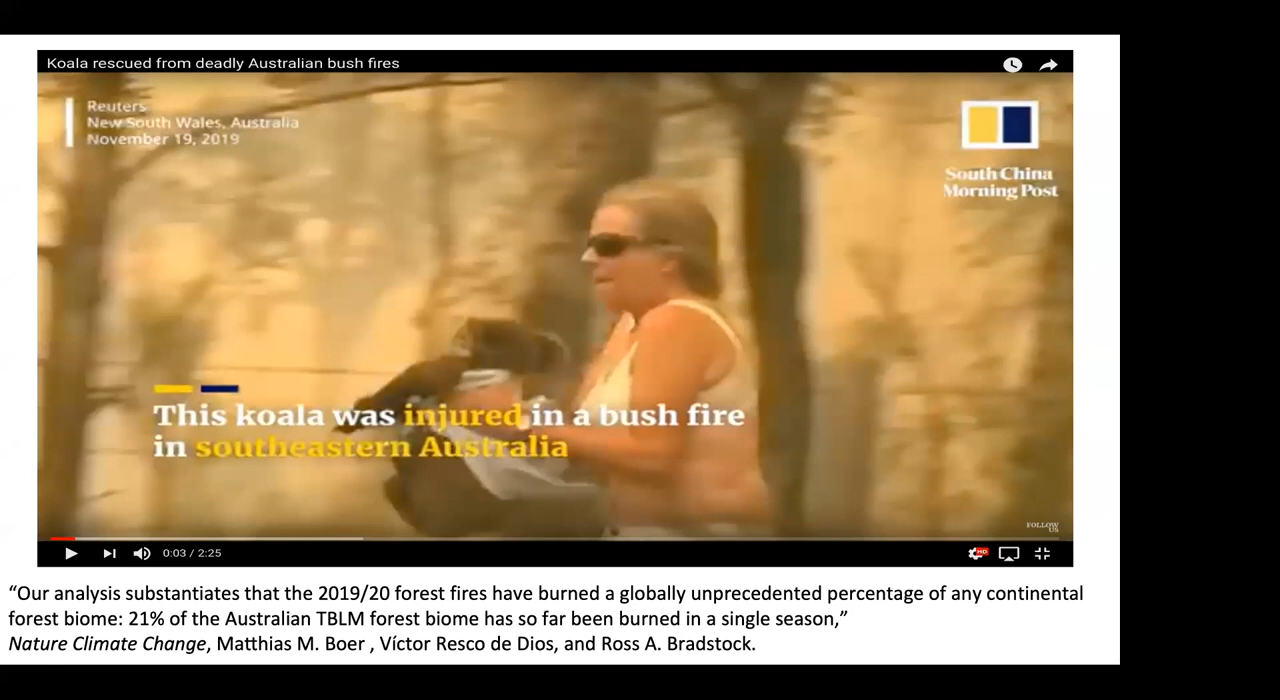 Koala rescued from deadly Australian bush fires
Reuters
New South Wales, Australia
November 19, 2019
South China
Morning Post
This koala was injured in a bush fire
in southeastern Australia
FOLLOW
US
0:03 / 2:25
HD
“Our analysis substantiates that the 2019/20 forest fires have burned a globally unprecedented percentage of any continental
forest biome: 21% of the Australian TBLM forest biome has so far been burned in a single season,”
Nature Climate Change, Matthias M. Boer , Víctor Resco de Dios, and Ross A. Bradstock.